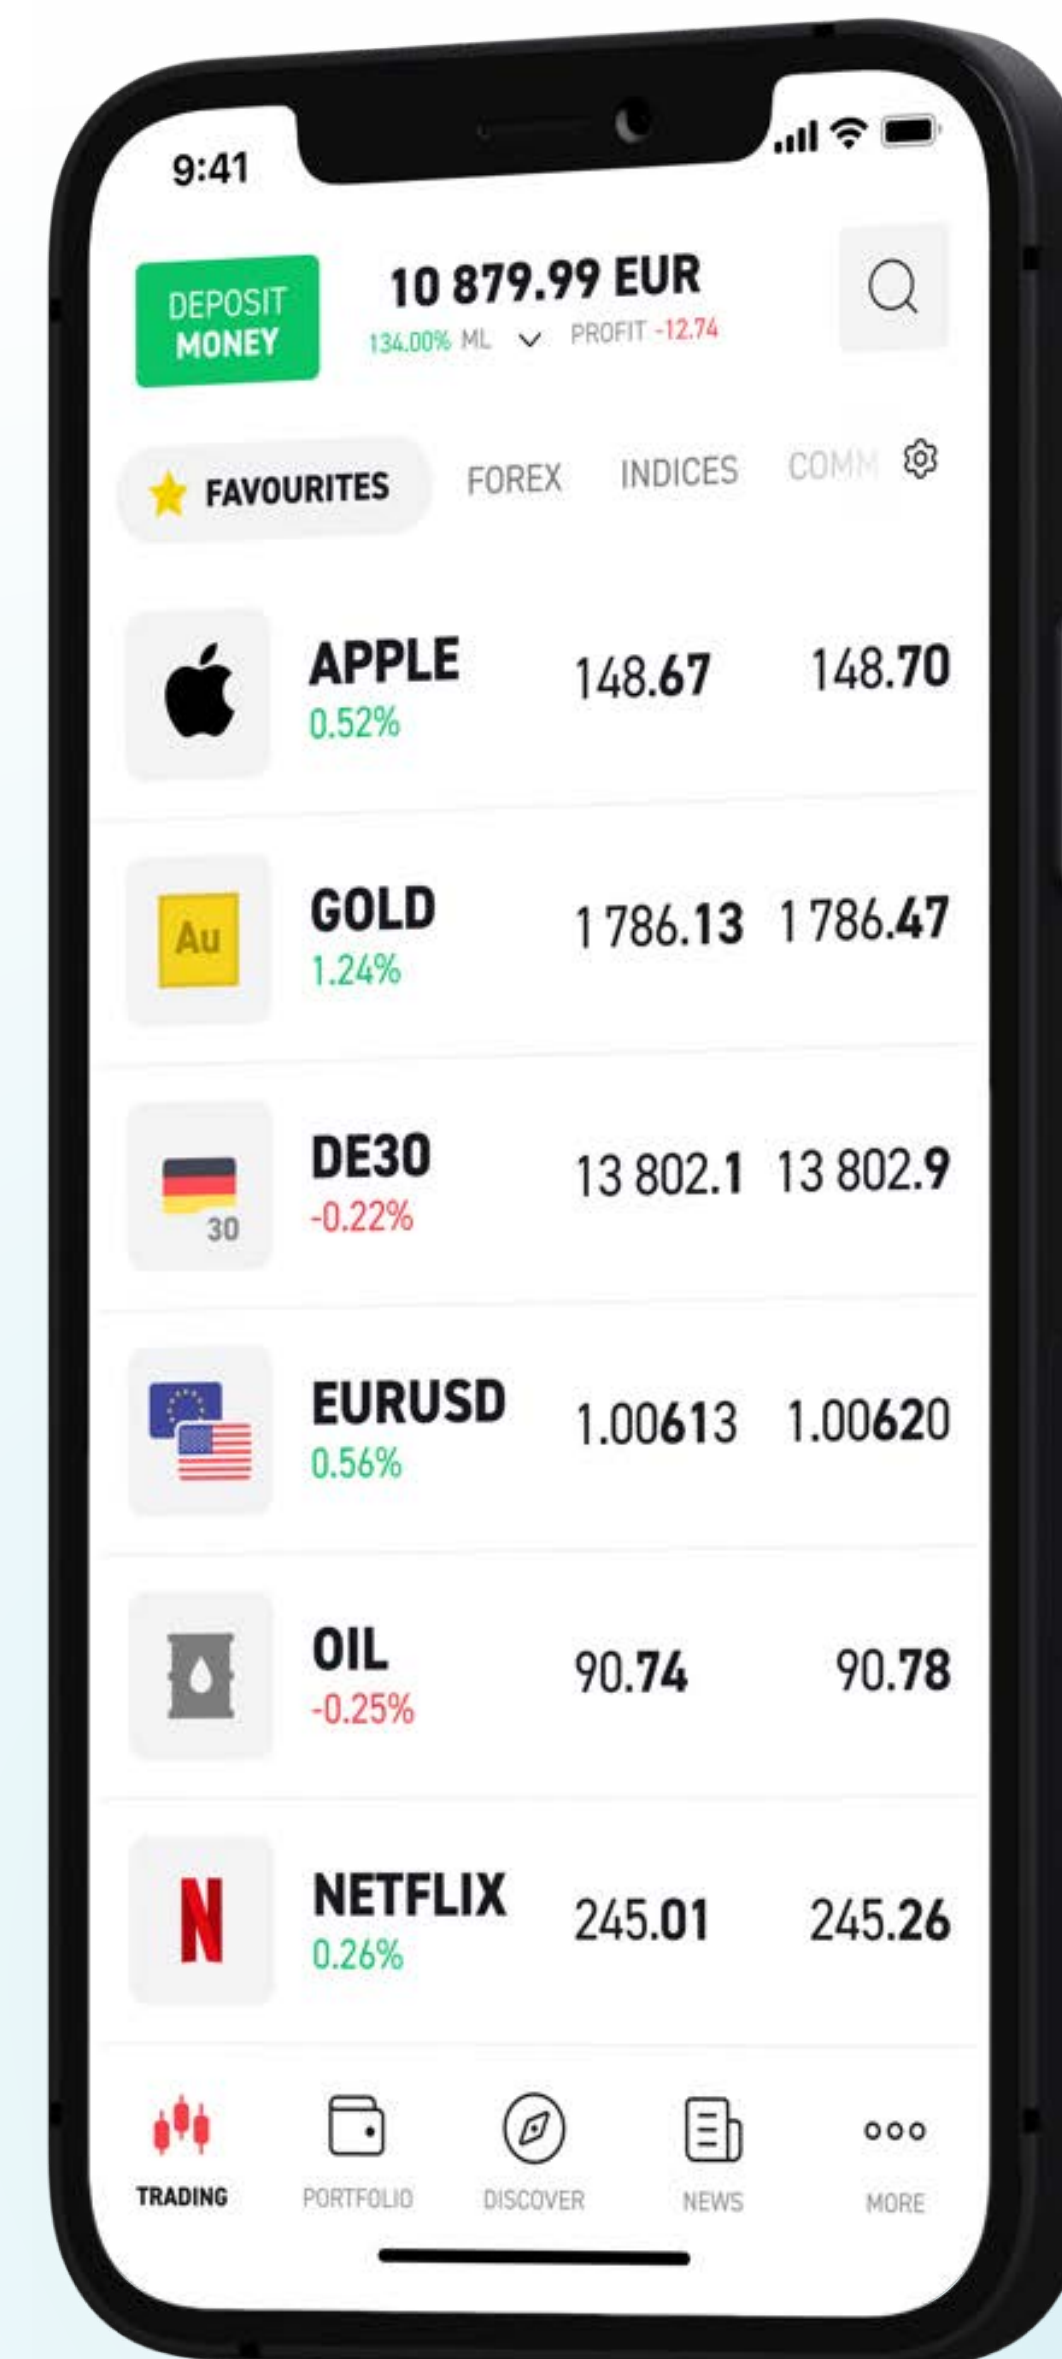 9:41
DEPOSIT
MONEY
10 879.99 EUR
134.00% ML PROFIT -12.74
FAVOURITES FOREX INDICES COMM
APPLE 148.67 148.70
0.52%
Au
GOLD 1 786.13 1 786.47
1.24%
30
DE30 13 802.1 13 802.9
-0.22%
EURUSD 1.00613 1.00620
0.56%
OIL 90.74 90.78
-0.25%
N
NETFLIX 245.01 245.26
0.26%
TRADING PORTFOLIO DISCOVER NEWS MORE